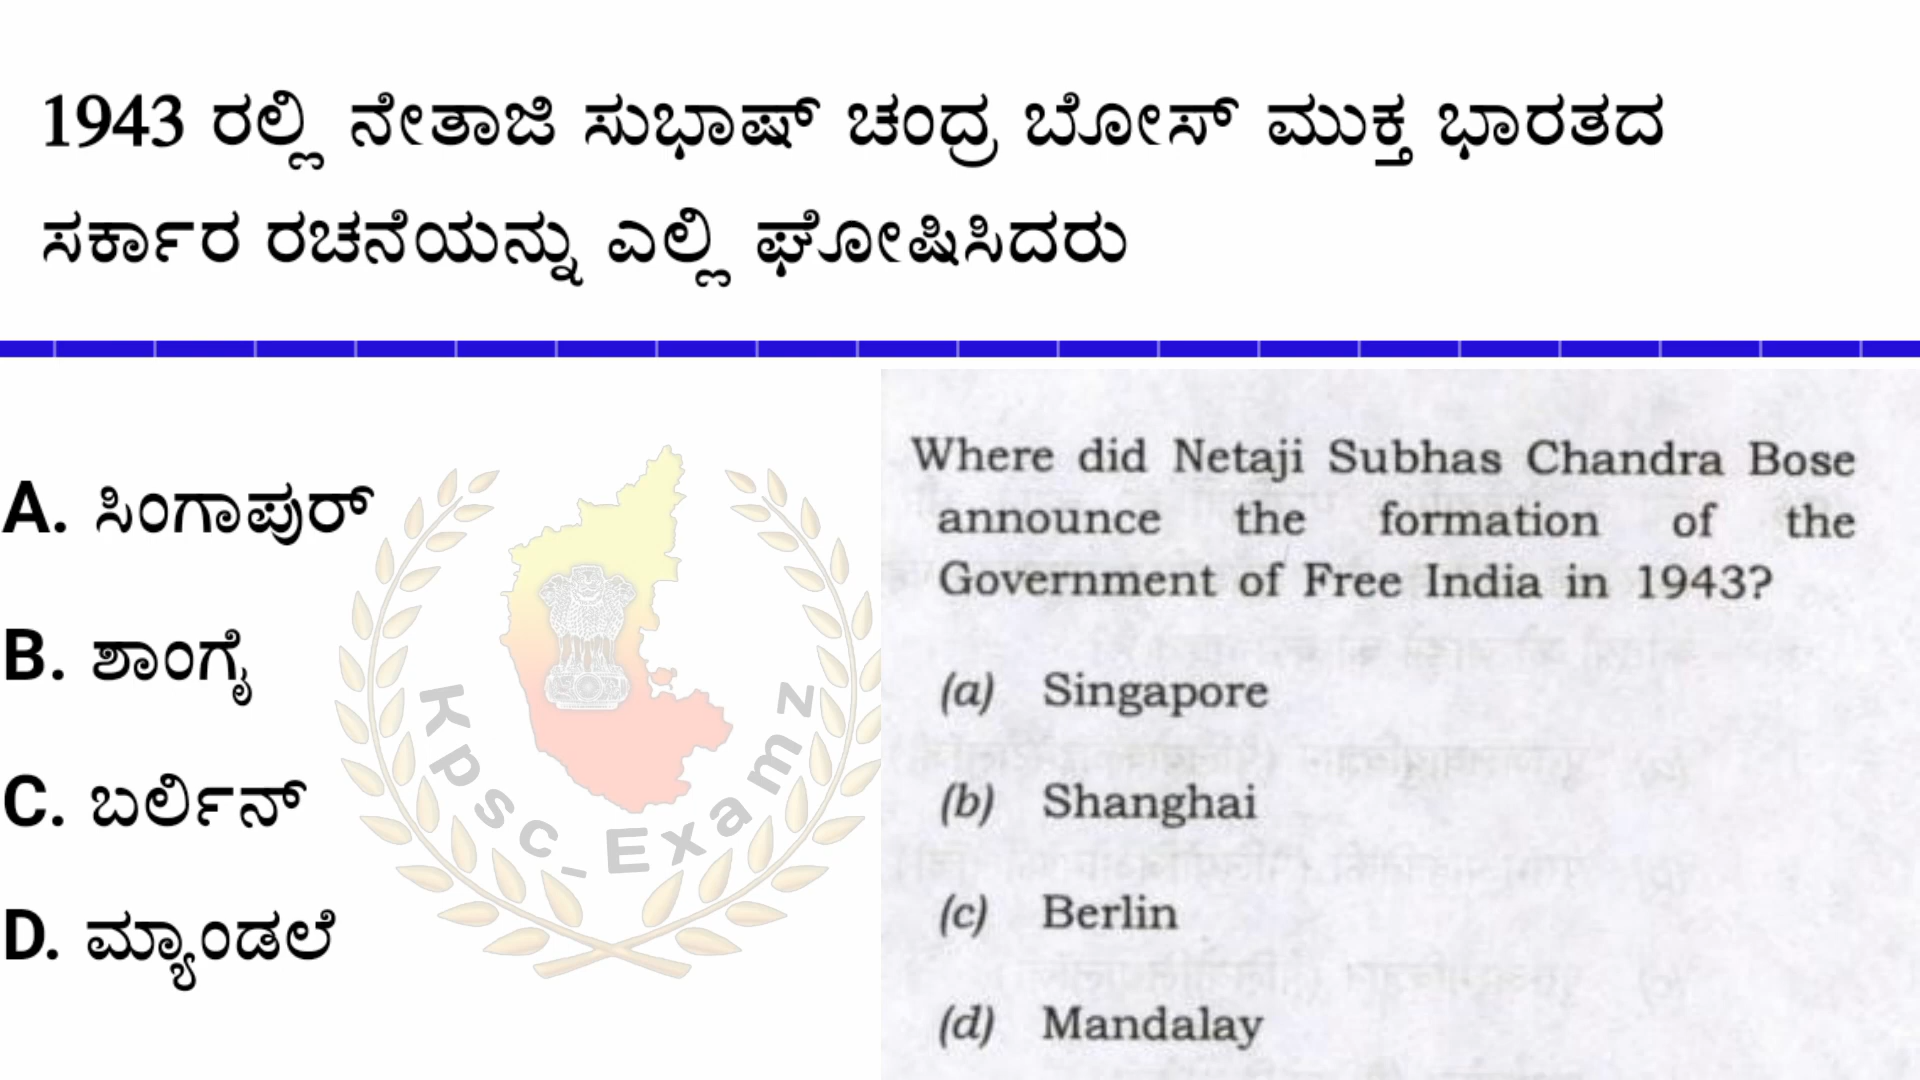 1943 ರಲ್ಲಿ ನೇತಾಜಿ ಸುಭಾಷ್ ಚಂದ್ರ ಬೋಸ್ ಮುಕ್ತ ಭಾರತದ
ಸರ್ಕಾರ ರಚನೆಯನ್ನು ಎಲ್ಲಿ ಘೋಷಿಸಿದರು
A. ಸಿಂಗಾಪುರ್
B. ಶಾಂಗೈ
C. ಬರ್ಲಿನ್
D. ಮ್ಯಾಂಡಲೆ
Kpsc_Examz
Where did Netaji Subhas Chandra Bose
announce the formation of the
Government of Free India in 1943?
(a) Singapore
(b) Shanghai
(c) Berlin
(d) Mandalay